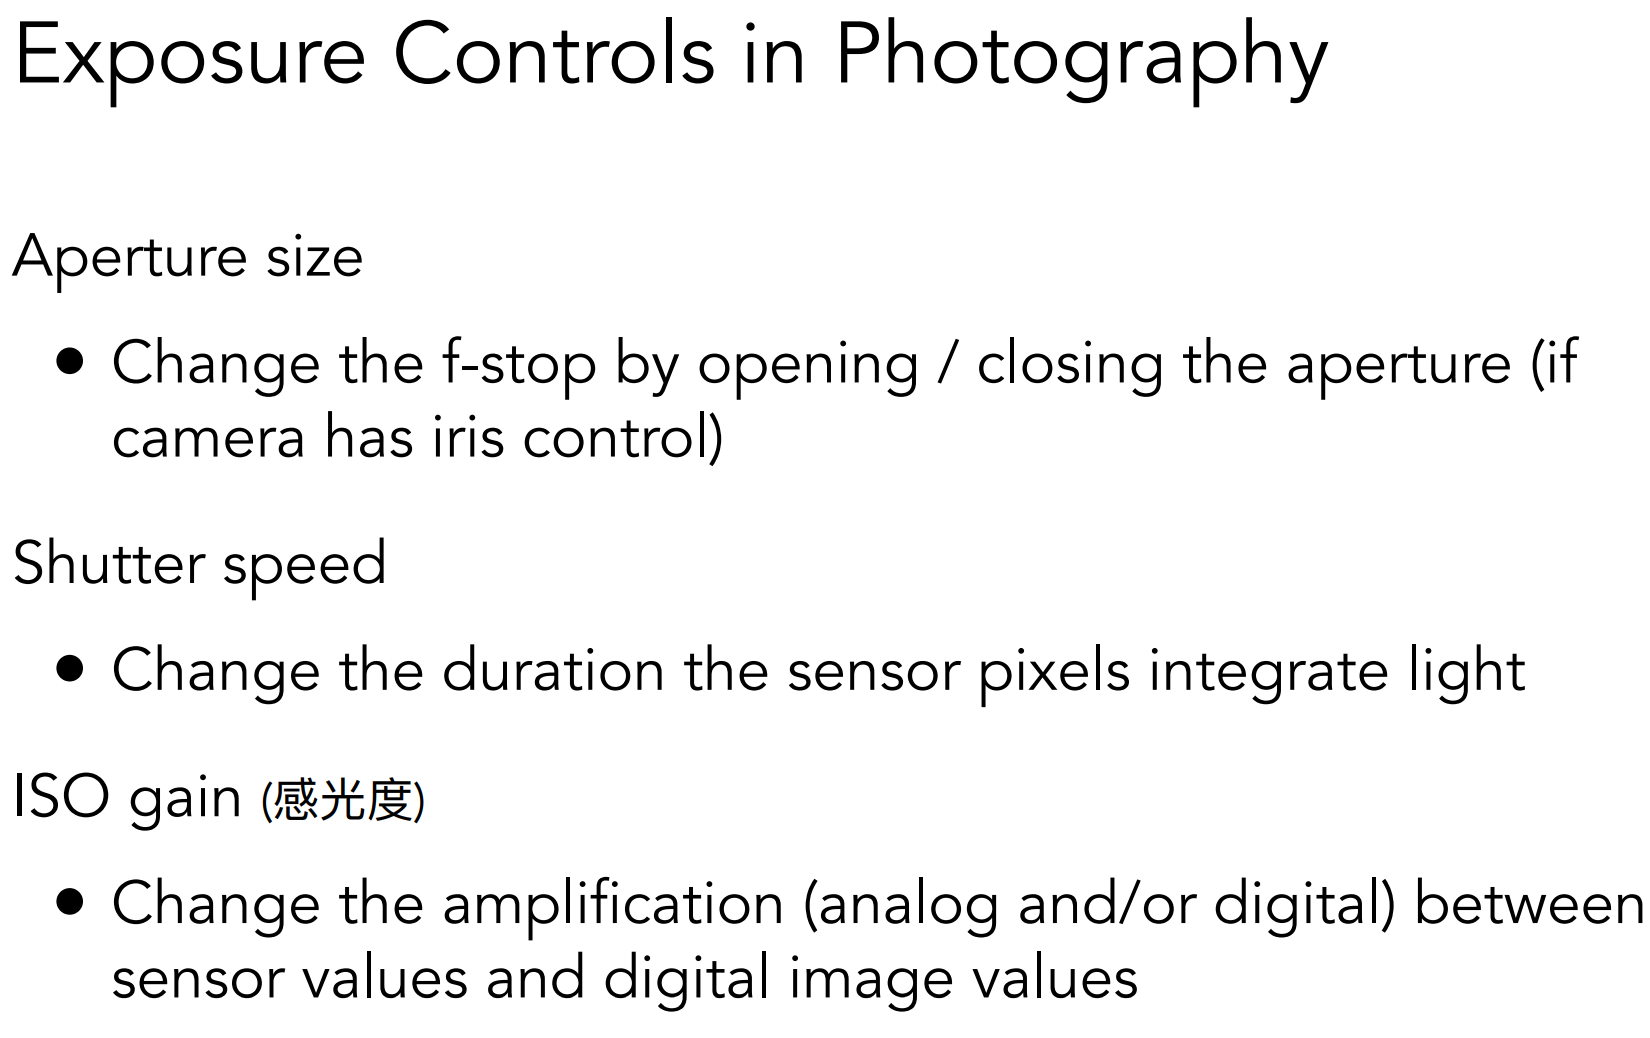 Exposure Controls in Photography
Aperture size
• Change the f-stop by opening / closing the aperture (if
camera has iris control)
Shutter speed
• Change the duration the sensor pixels integrate light
ISO gain (感光度)
• Change the amplification (analog and/or digital) between
sensor values and digital image values